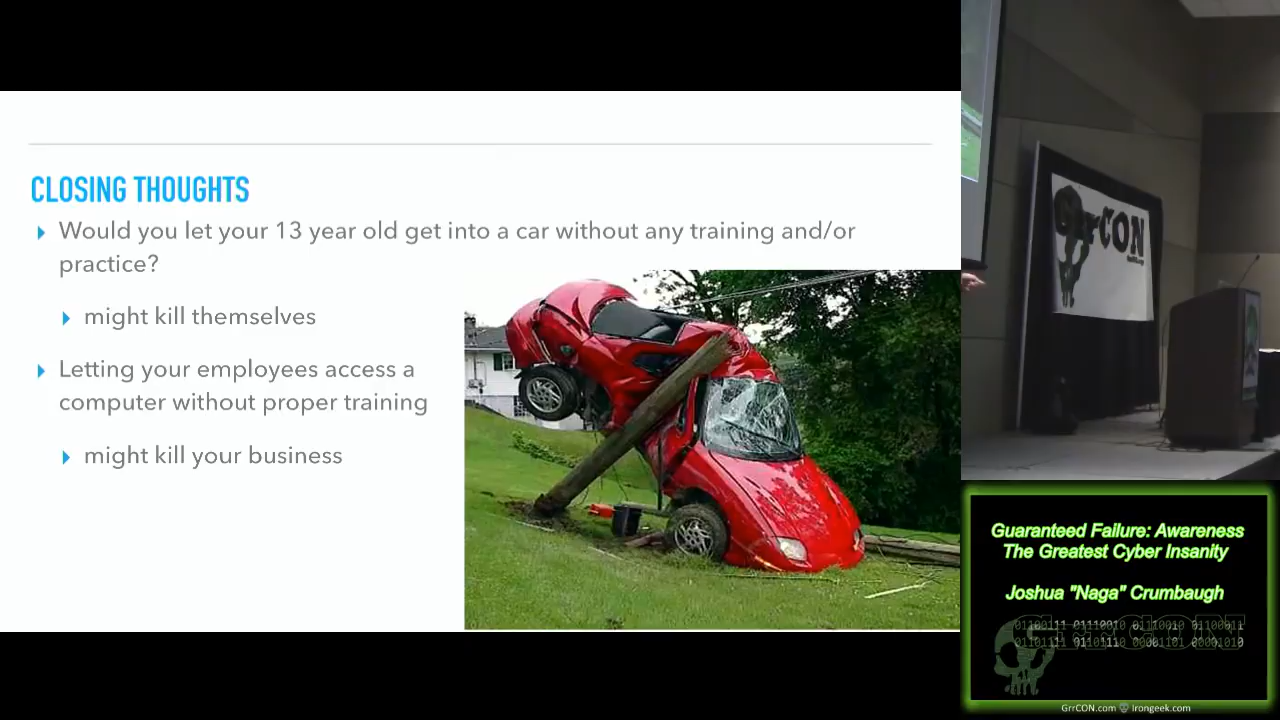 CLOSING THOUGHTS
Would you let your 13 year old get into a car without any training and/or
practice?
might kill themselves
Letting your employees access a
computer without proper training
might kill your business
GrrCON
Guaranteed Failure: Awareness
The Greatest Cyber Insanity
Joshua "Naga" Crumbaugh
GrrCON
GrrCON.com Irongeek.com